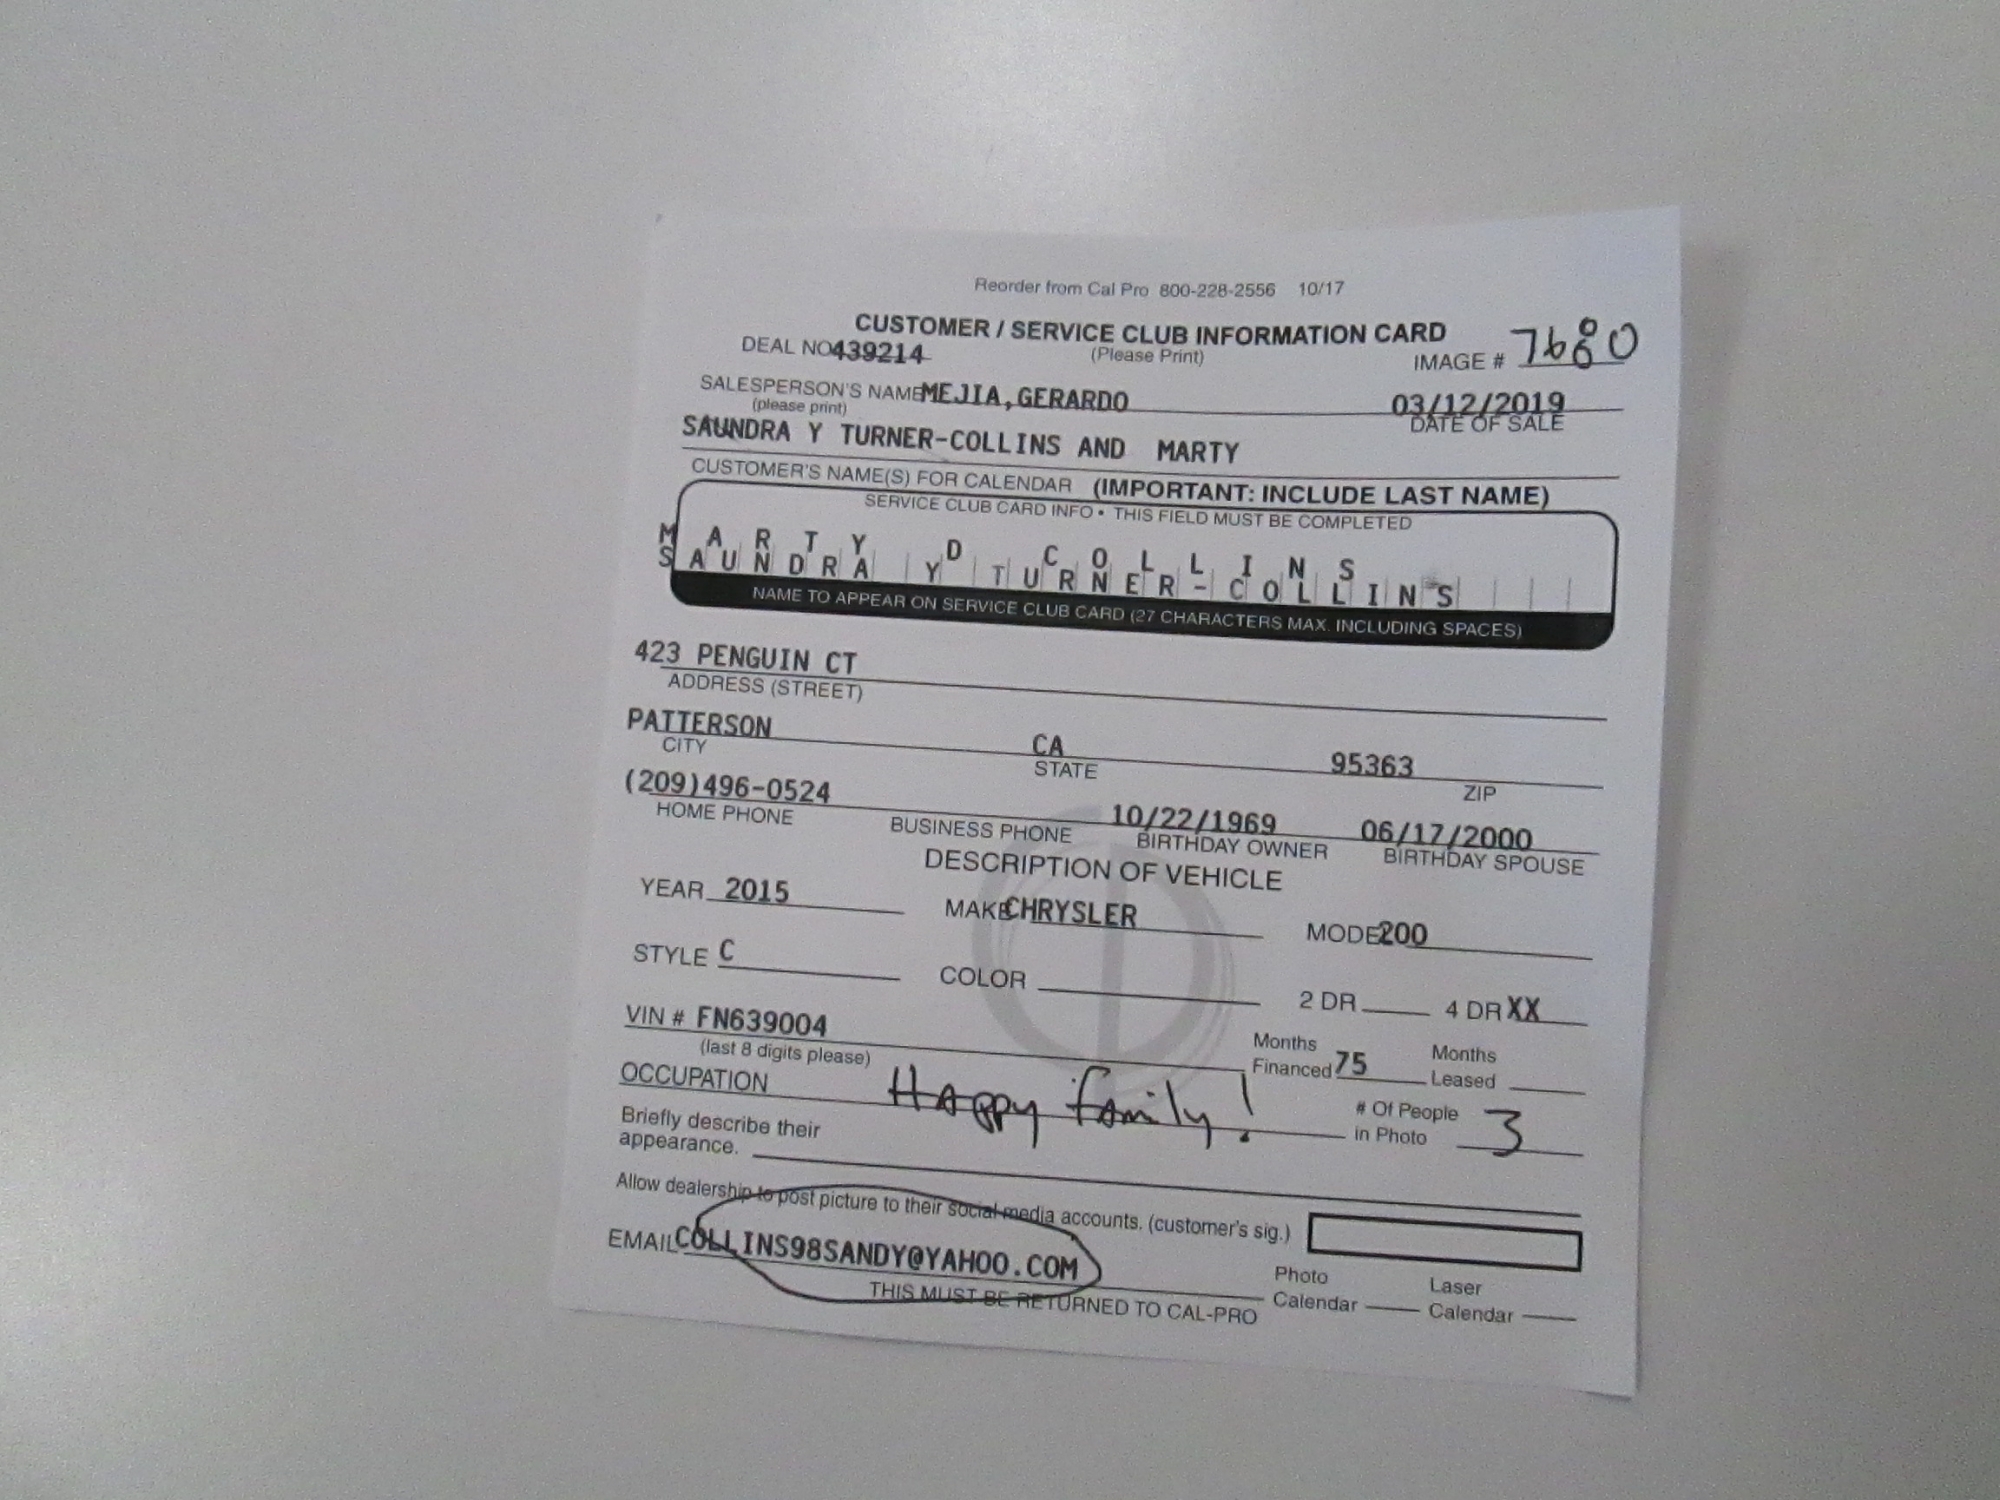 Reorder from Cal Pro 800-228-2556 10/17
CUSTOMER / SERVICE CLUB INFORMATION CARD
DEAL NO 439214 (Please Print) IMAGE # 7680
SALESPERSON'S NAME MEJIA,GERARDO 03/12/2019
(please print) DATE OF SALE
SAUNDRA Y TURNER-COLLINS AND MARTY
CUSTOMER'S NAME(S) FOR CALENDAR (IMPORTANT: INCLUDE LAST NAME)
SERVICE CLUB CARD INFO • THIS FIELD MUST BE COMPLETED
MARTY D COLLINS
SAUNDRA Y TURNER-COLLINS
NAME TO APPEAR ON SERVICE CLUB CARD (27 CHARACTERS MAX. INCLUDING SPACES)
423 PENGUIN CT
ADDRESS (STREET)
PATTERSON CA 95363
CITY STATE ZIP
(209)496-0524 10/22/1969 06/17/2000
HOME PHONE BUSINESS PHONE BIRTHDAY OWNER BIRTHDAY SPOUSE
DESCRIPTION OF VEHICLE
YEAR 2015 MAKE CHRYSLER MODEL 200
STYLE C COLOR 2 DR 4 DR XX
VIN # FN639004 Months Financed 75 Months Leased
(last 8 digits please)
OCCUPATION Happy family! # Of People in Photo 3
Briefly describe their
appearance.
Allow dealership to post picture to their social media accounts. (customer's sig.)
EMAIL COLLINS98SANDY@YAHOO.COM Photo Calendar Laser Calendar
THIS MUST BE RETURNED TO CAL-PRO